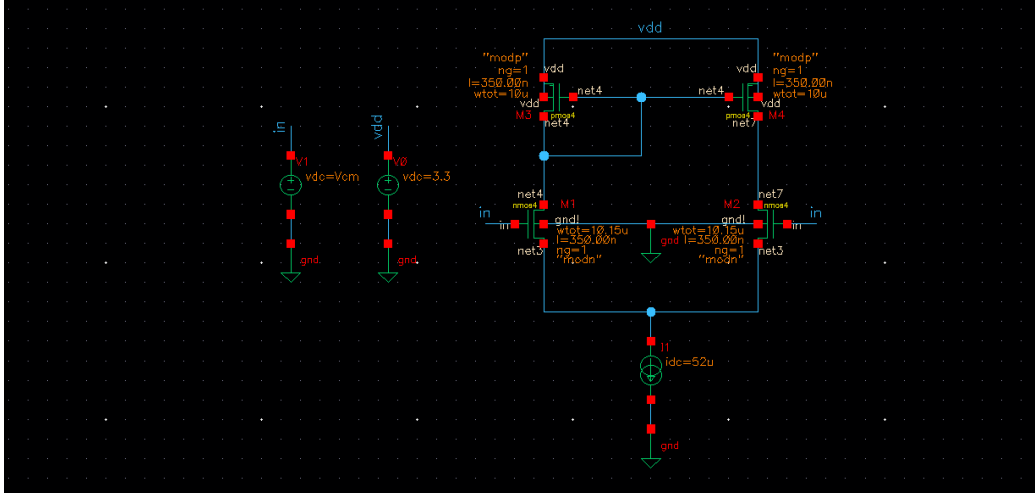 vdd
"modp"
ng=1
l=350.00n
wtot=10u
vdd
vdd
net4
M3
pmos4
net4
"modp"
ng=1
l=350.00n
wtot=10u
vdd
net4
vdd
pmos4
M4
net7
in
V1
vdc=Vcm
gnd
vdd
V0
vdc=3.3
gnd
in
net4
nmos4
M1
in
gnd!
wtot=10.15u
l=350.00n
ng=1
"modn"
net3
gnd
net7
M2
nmos4
in
in
gnd!
wtot=10.15u
l=350.00n
ng=1
"modn"
net3
I1
idc=52u
gnd